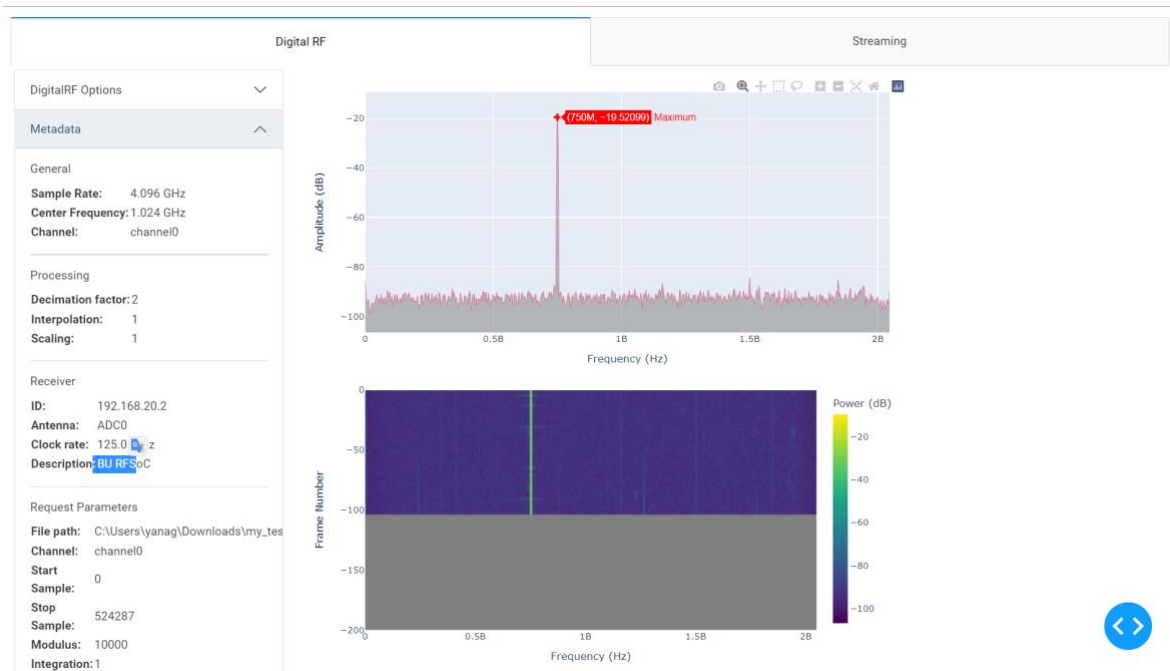 Digital RF
Streaming
DigitalRF Options
Metadata
General
Sample Rate: 4.096 GHz
Center Frequency: 1.024 GHz
Channel: channel0
Processing
Decimation factor: 2
Interpolation: 1
Scaling: 1
Receiver
ID: 192.168.20.2
Antenna: ADC0
Clock rate: 125.0 z
Description: BU RFSoC
Request Parameters
File path: C:\Users\yanag\Downloads\my_tes
Channel: channel0
Start
Sample: 0
Stop
Sample: 524287
Modulus: 10000
Integration: 1
(750M, −19.52099) Maximum
Amplitude (dB)
−20
−40
−60
−80
−100
0 0.5B 1B 1.5B 2B
Frequency (Hz)
Frame Number
0
−50
−100
−150
−200
0 0.5B 1B 1.5B 2B
Frequency (Hz)
Power (dB)
−20
−40
−60
−80
−100